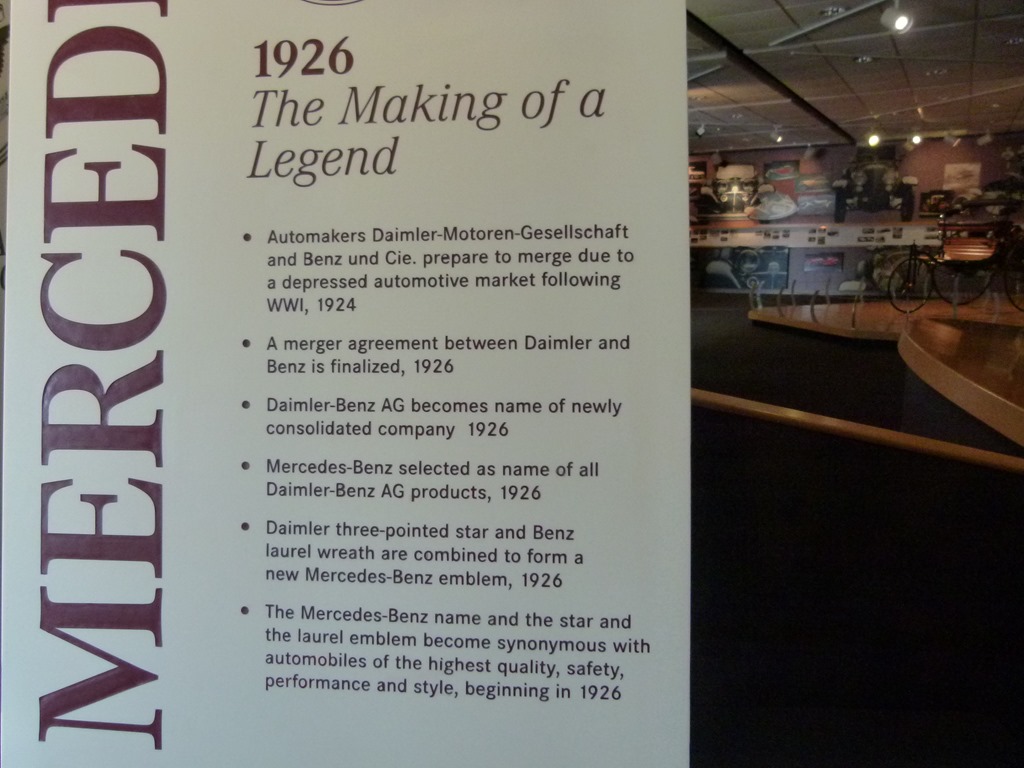 MERCED
1926
The Making of a
Legend
• Automakers Daimler-Motoren-Gesellschaft
and Benz und Cie. prepare to merge due to
a depressed automotive market following
WWI, 1924
• A merger agreement between Daimler and
Benz is finalized, 1926
• Daimler-Benz AG becomes name of newly
consolidated company 1926
• Mercedes-Benz selected as name of all
Daimler-Benz AG products, 1926
• Daimler three-pointed star and Benz
laurel wreath are combined to form a
new Mercedes-Benz emblem, 1926
• The Mercedes-Benz name and the star and
the laurel emblem become synonymous with
automobiles of the highest quality, safety,
performance and style, beginning in 1926